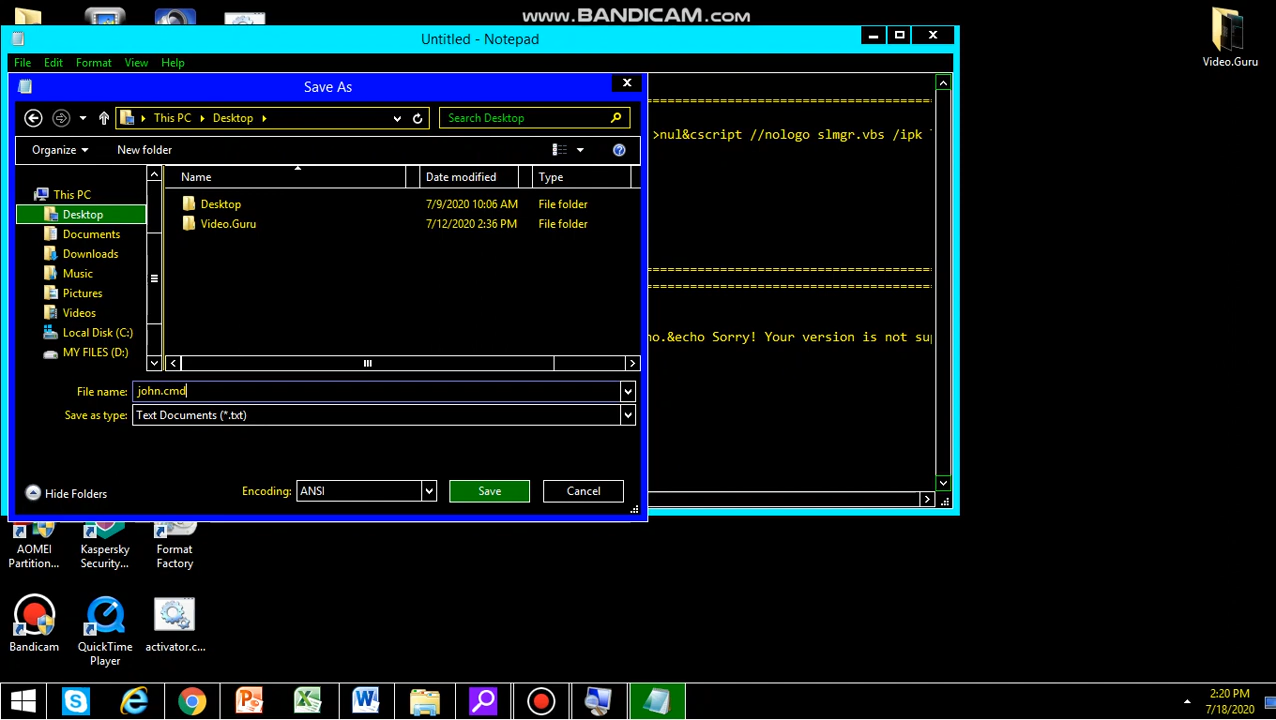 www.BANDICAM.com
Untitled - Notepad
Video.Guru
File Edit Format View Help
Save As
This PC Desktop
Search Desktop
>nul&cscript //nologo slmgr.vbs /ipk
Organize New folder
Name Date modified Type
This PC
Desktop
Documents
Downloads
Music
Pictures
Videos
Local Disk (C:)
MY FILES (D:)
Desktop 7/9/2020 10:06 AM File folder
Video.Guru 7/12/2020 2:36 PM File folder
==================================
==================================
==================================
no.&echo Sorry! Your version is not sup
File name: john.cmd
Save as type: Text Documents (*.txt)
Hide Folders
Encoding: ANSI
Save
Cancel
AOMEI Partition...
Kaspersky Security...
Format Factory
Bandicam
QuickTime Player
activator.c...
2:20 PM
7/18/2020